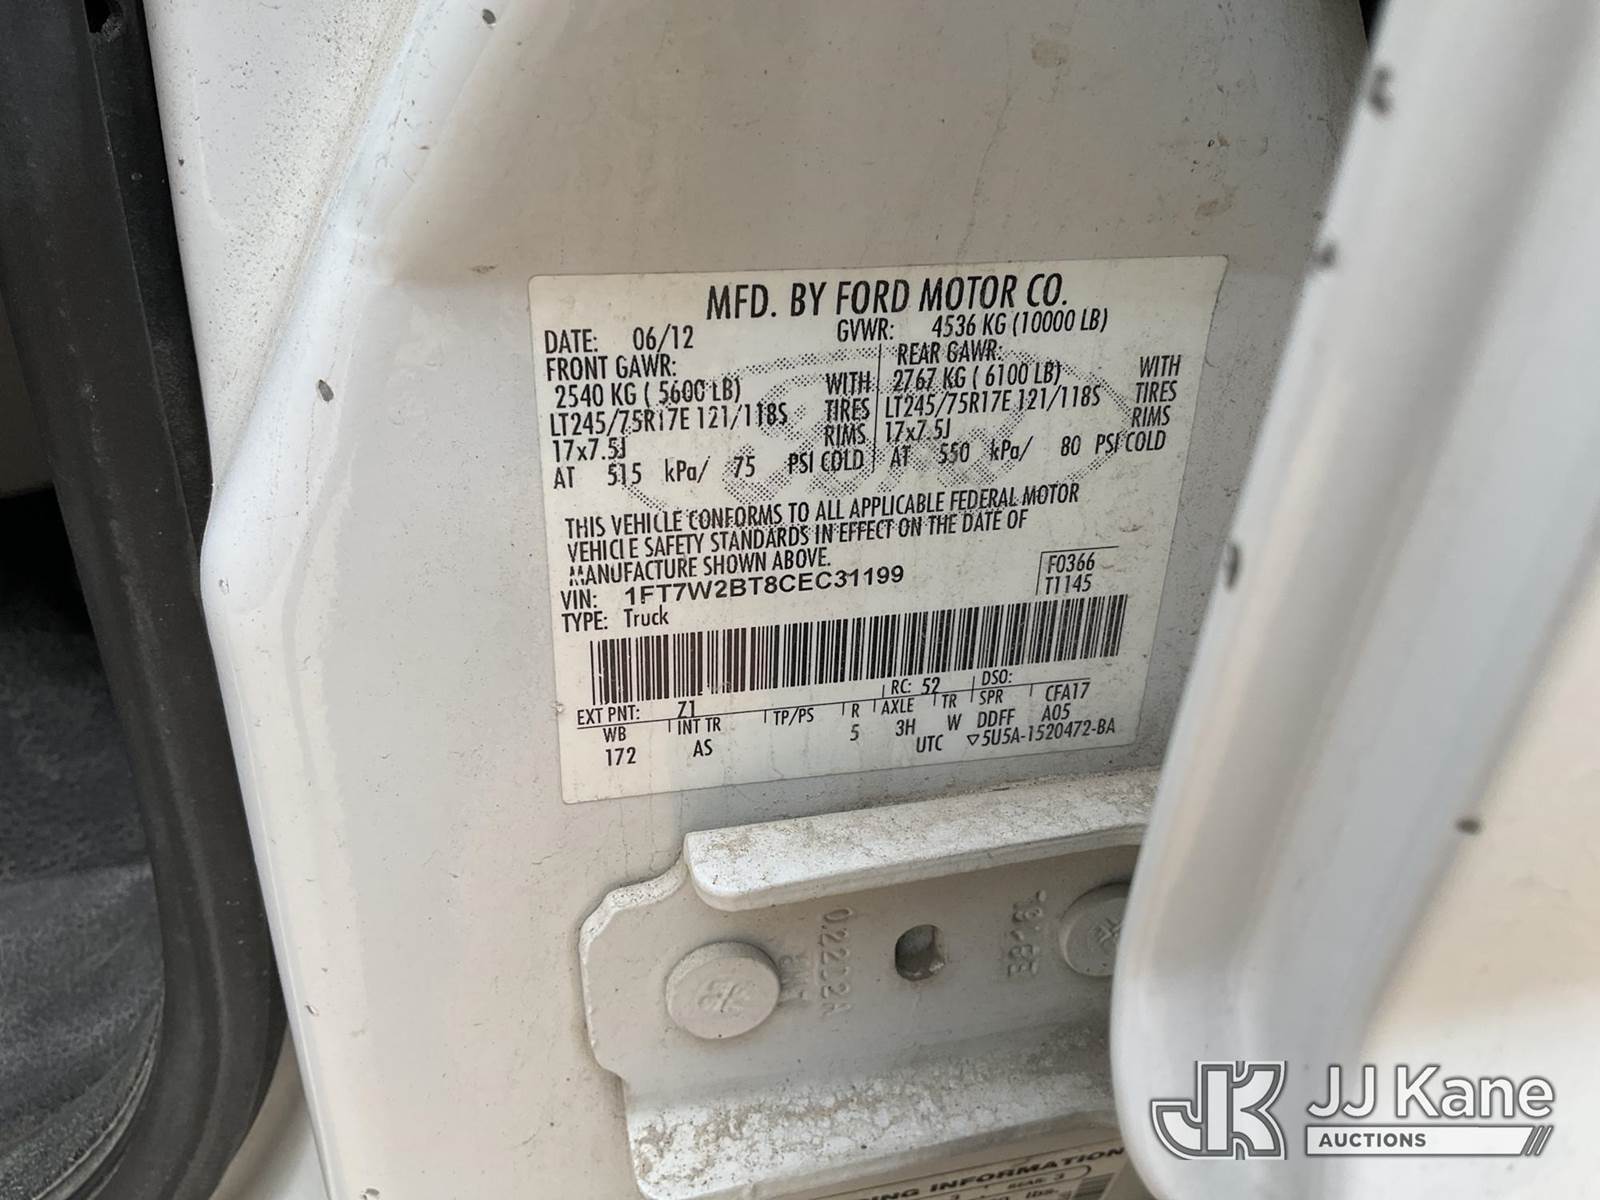 MFD. BY FORD MOTOR CO.
DATE: 06/12 GVWR: 4536 KG (10000 LB)
FRONT GAWR: REAR GAWR:
2540 KG ( 5600 LB) WITH 2767 KG ( 6100 LB) WITH
LT245/75R17E 121/118S TIRES LT245/75R17E 121/118S TIRES
17x7.5J RIMS 17x7.5J RIMS
AT 515 kPa/ 75 PSI COLD AT 550 kPa/ 80 PSI COLD
THIS VEHICLE CONFORMS TO ALL APPLICABLE FEDERAL MOTOR
VEHICLE SAFETY STANDARDS IN EFFECT ON THE DATE OF
MANUFACTURE SHOWN ABOVE.
VIN: 1FT7W2BT8CEC31199 F0366
TYPE: Truck T1145
EXT PNT: Z1 RC: 52 DSO:
WB INT TR TP/PS R AXLE TR SPR CFA17
172 AS 5 3H W DDFF A05
UTC ▽5U5A-1520472-BA
INFORMATION
JK JJ Kane
AUCTIONS